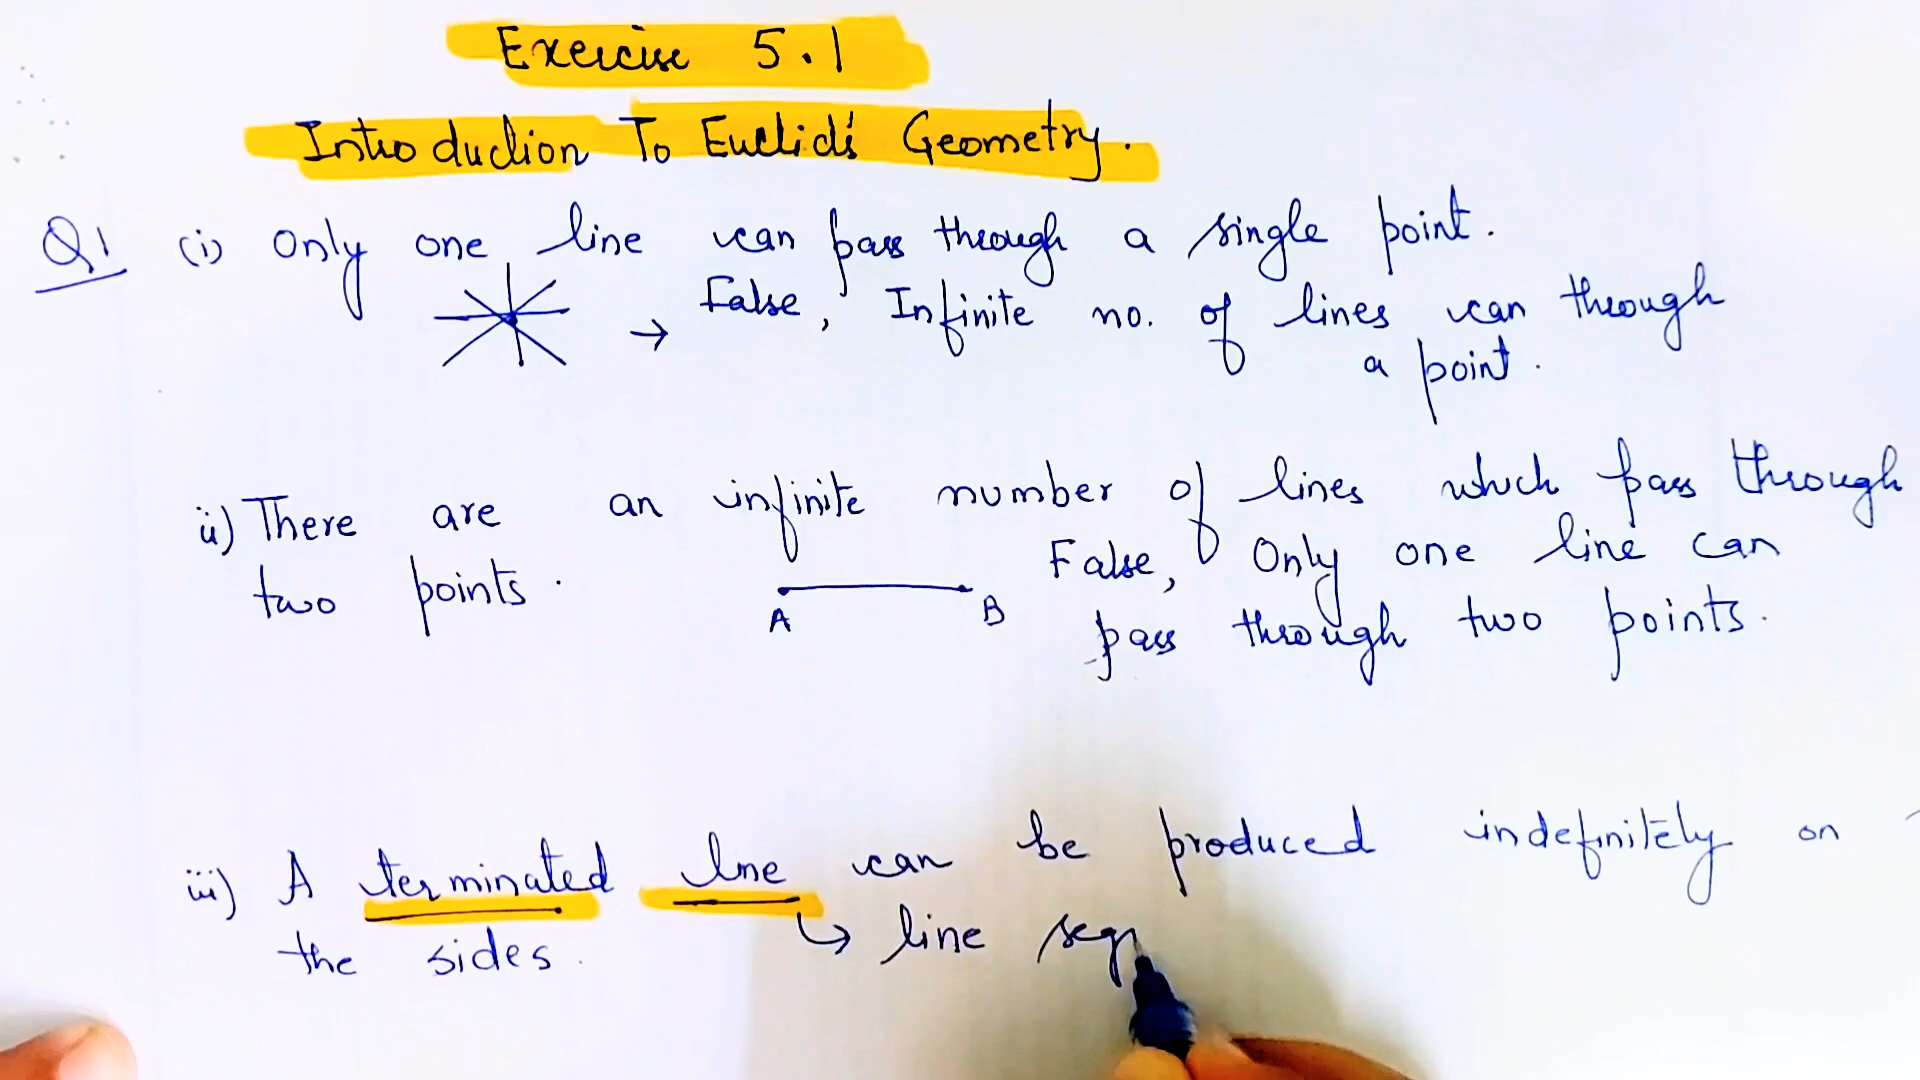 Exercise 5.1
Introduction To Euclid's Geometry.
Q1 (i) Only one line can pass through a single point.
→ False, Infinite no. of lines can through
a point.
ii) There are an infinite number of lines which pass through
two points.
False, Only one line can
pass through two points.
A B
iii) A terminated line can be produced indefinitely on
the sides.
↳ line seg